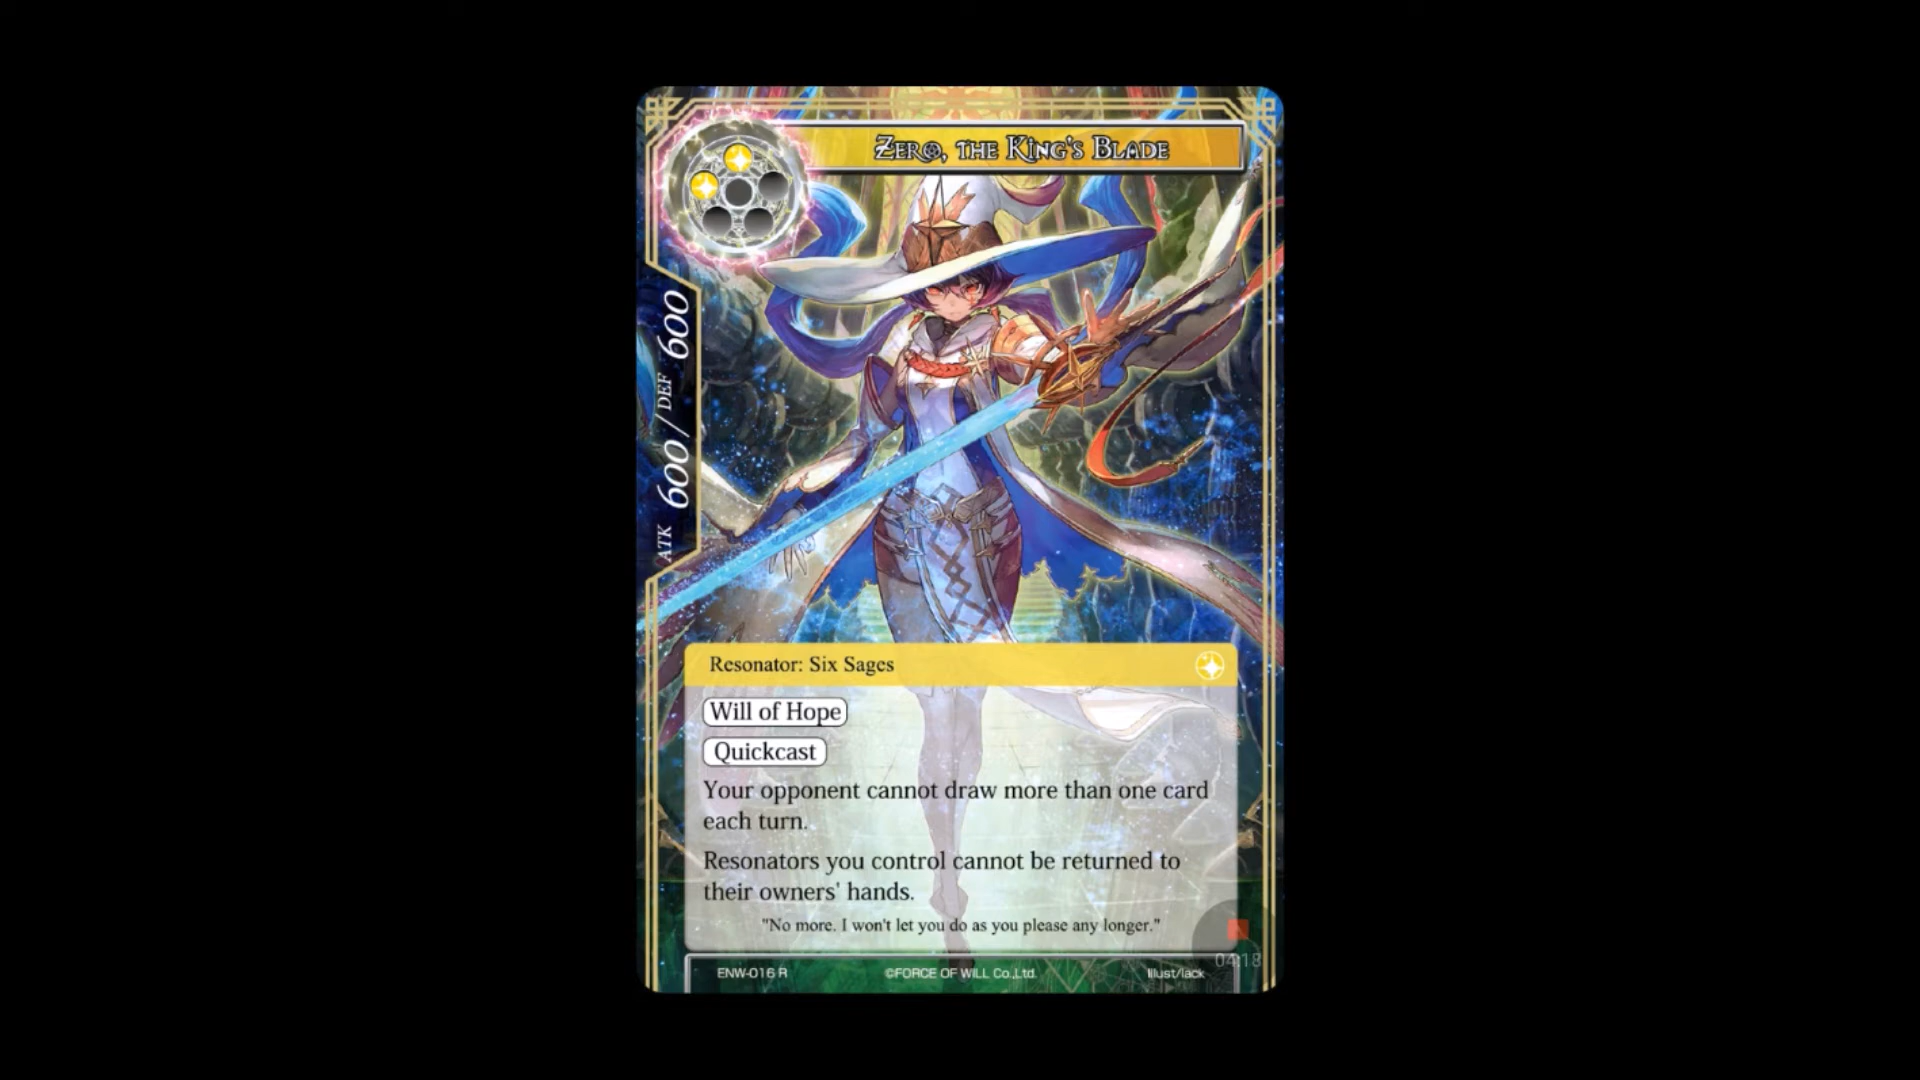 Zero, the King's Blade
ATK 600 / DEF 600
Resonator: Six Sages
Will of Hope
Quickcast
Your opponent cannot draw more than one card
each turn.
Resonators you control cannot be returned to
their owners' hands.
"No more. I won't let you do as you please any longer."
ENW-016 R
©FORCE OF WILL Co.,Ltd.
Illust/lack
04:18